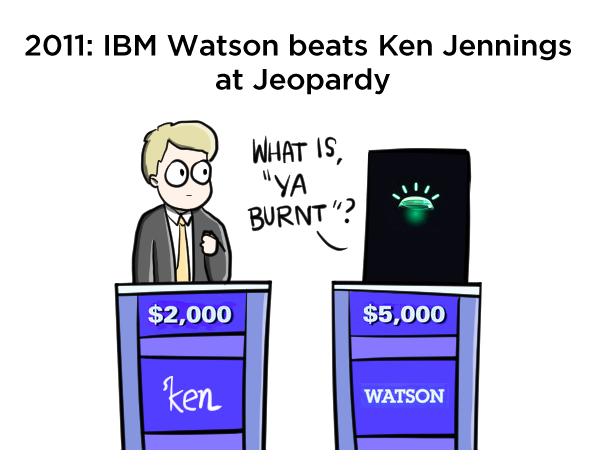 2011: IBM Watson beats Ken Jennings
at Jeopardy
WHAT IS,
"YA
BURNT"?
$2,000
$5,000
ken
WATSON